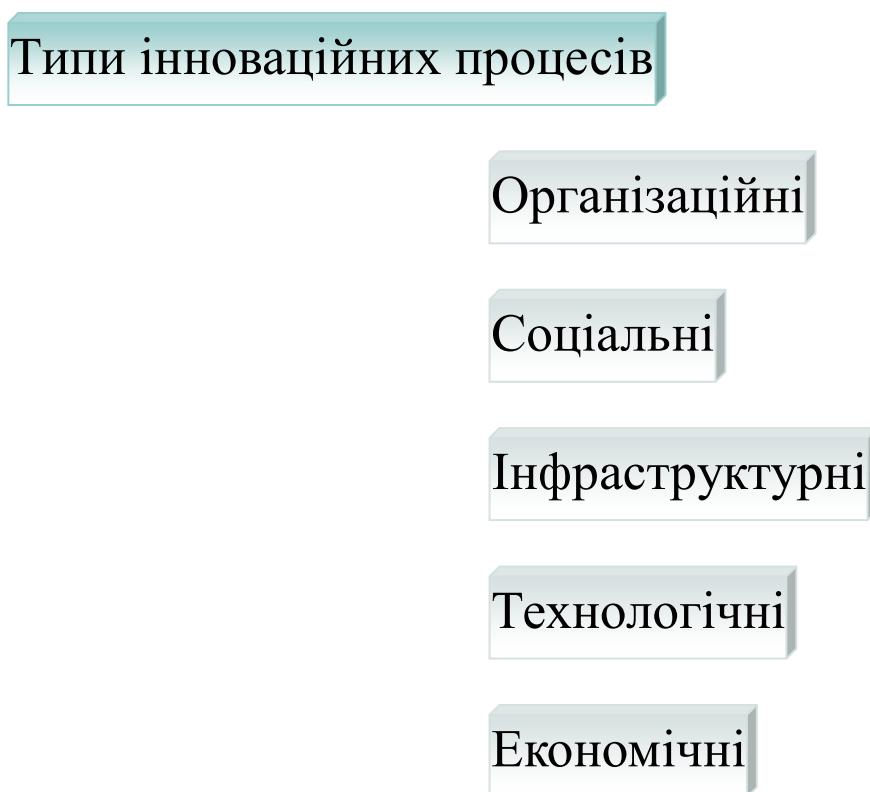 Типи інноваційних процесів
Організаційні
Соціальні
Інфраструктурні
Технологічні
Економічні